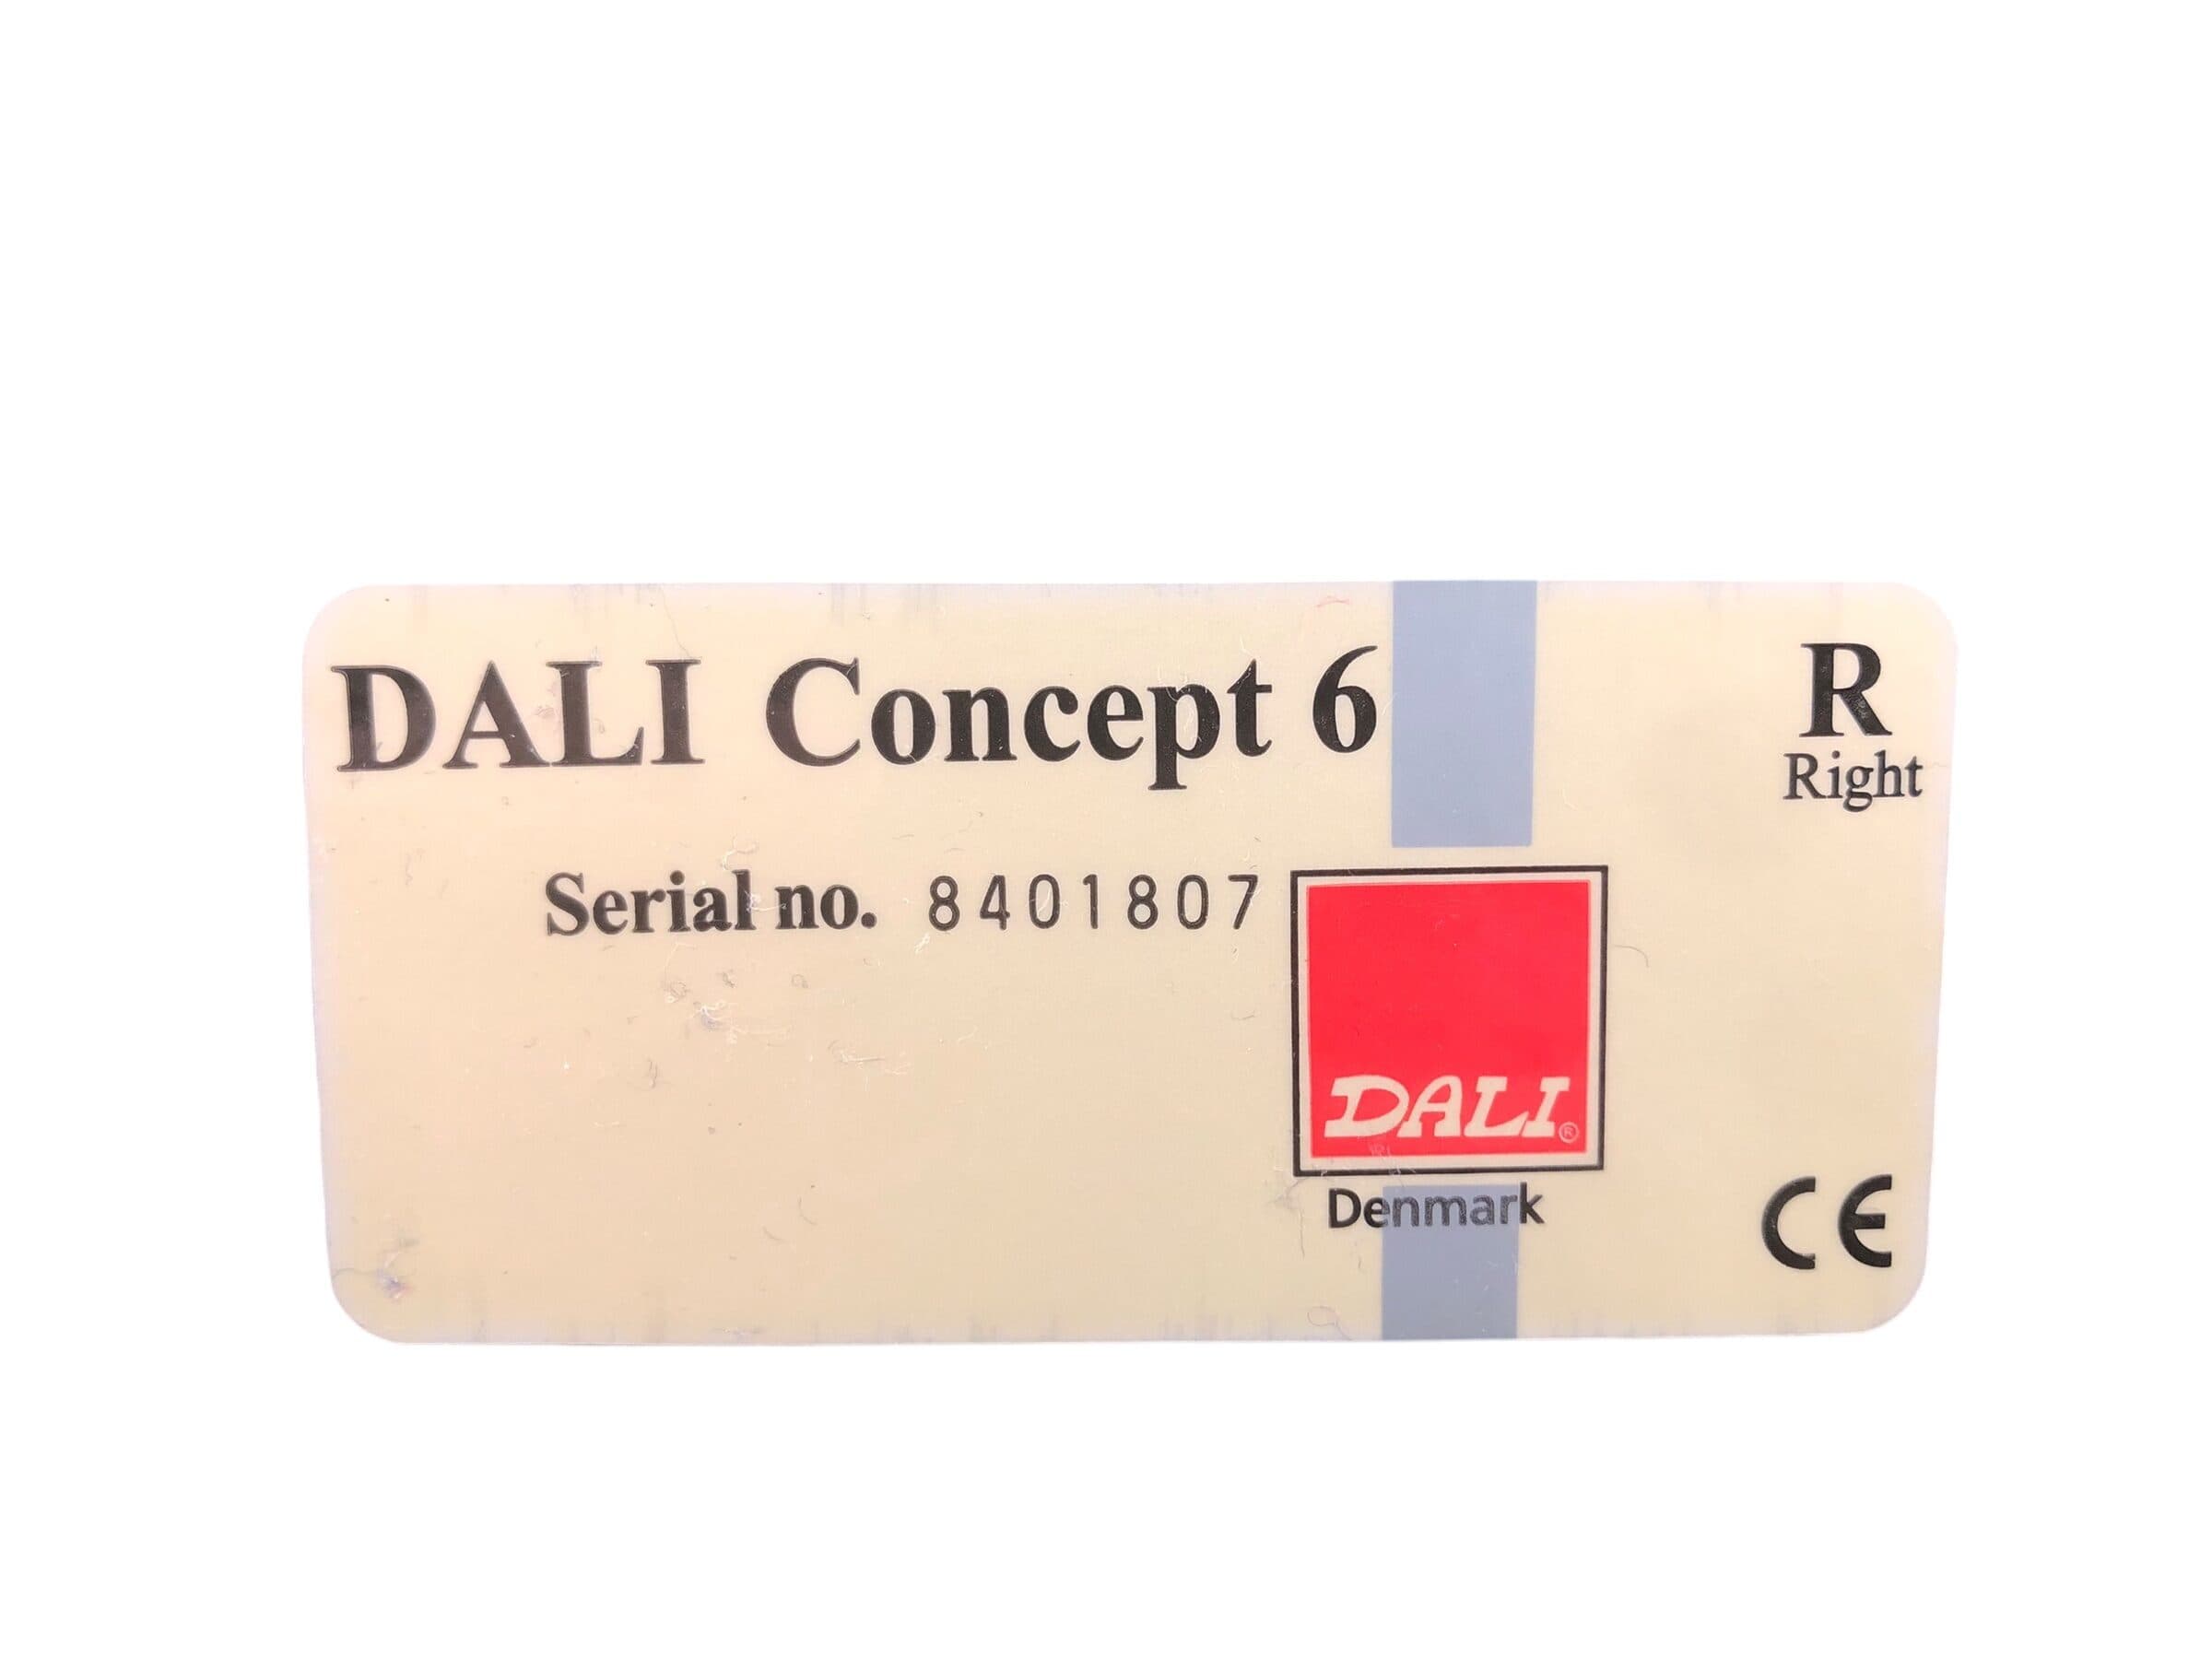 DALI Concept 6
R
Right
Serial no. 8401807
DALI®
Denmark
CE